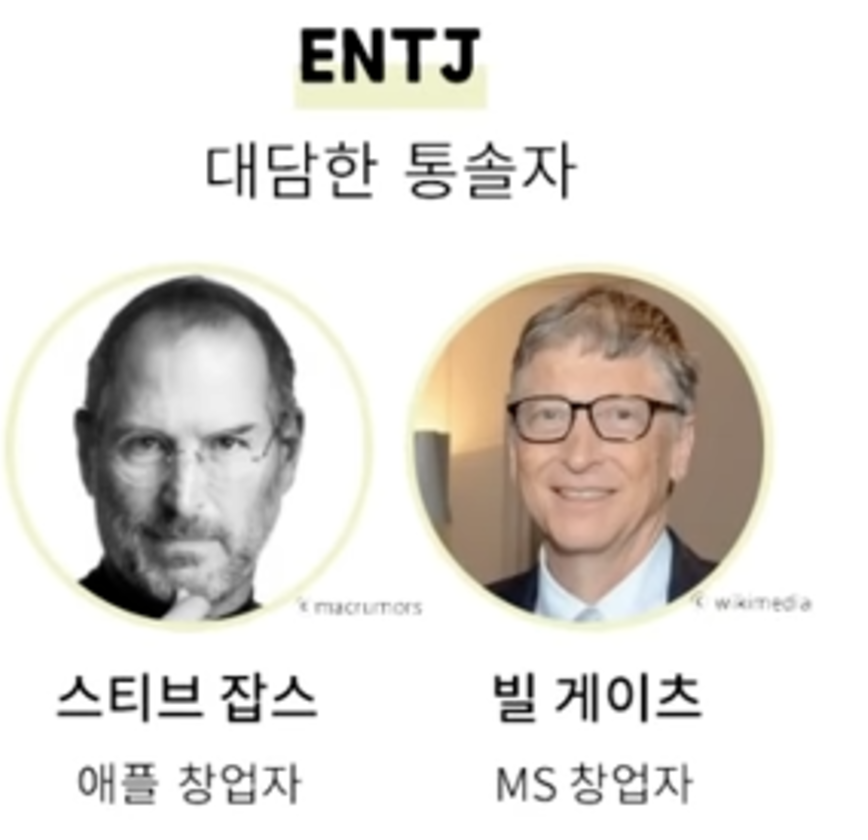 ENTJ
대담한 통솔자
macrumors
wikimedia
스티브 잡스
빌 게이츠
애플 창업자
MS 창업자